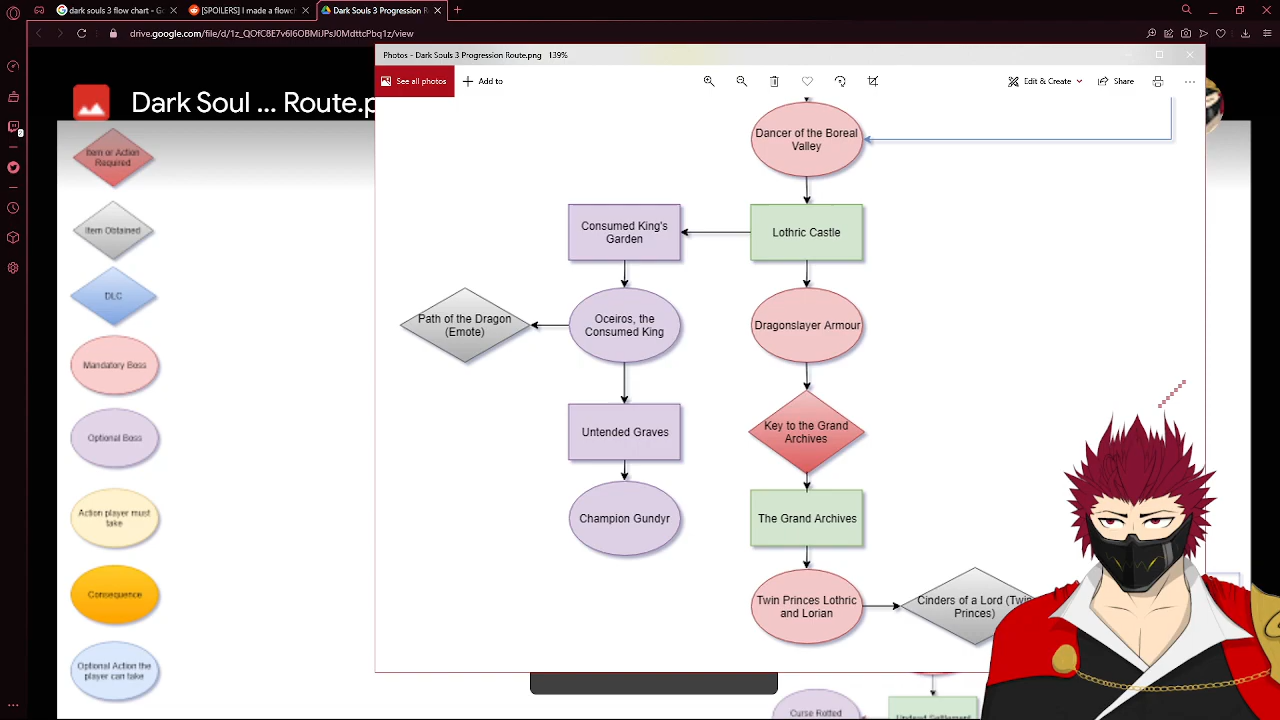 dark souls 3 flow chart - G
[SPOILERS] I made a flowch
Dark Souls 3 Progression R
drive.google.com/file/d/1z_QOfC8E7v6I6OBMiJPsJ0MdttcPbq1z/view
Photos - Dark Souls 3 Progression Route.png 139%
See all photos
Add to
Edit & Create
Share
Dark Soul ... Route.p
Item or Action
Required
Item Obtained
DLC
Mandatory Boss
Optional Boss
Action player must
take
Consequence
Optional Action the
player can take
Dancer of the Boreal
Valley
Consumed King's
Garden
Lothric Castle
Path of the Dragon
(Emote)
Oceiros, the
Consumed King
Dragonslayer Armour
Untended Graves
Key to the Grand
Archives
Champion Gundyr
The Grand Archives
Twin Princes Lothric
and Lorian
Cinders of a Lord (Twin
Princes)
Curse Rotted
Undead Settlement